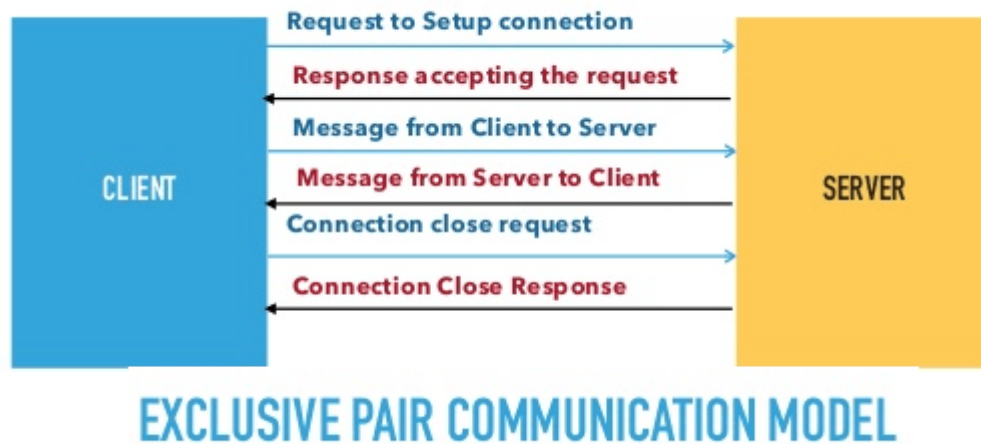 Request to Setup connection
Response accepting the request
Message from Client to Server
CLIENT
Message from Server to Client
SERVER
Connection close request
Connection Close Response
EXCLUSIVE PAIR COMMUNICATION MODEL